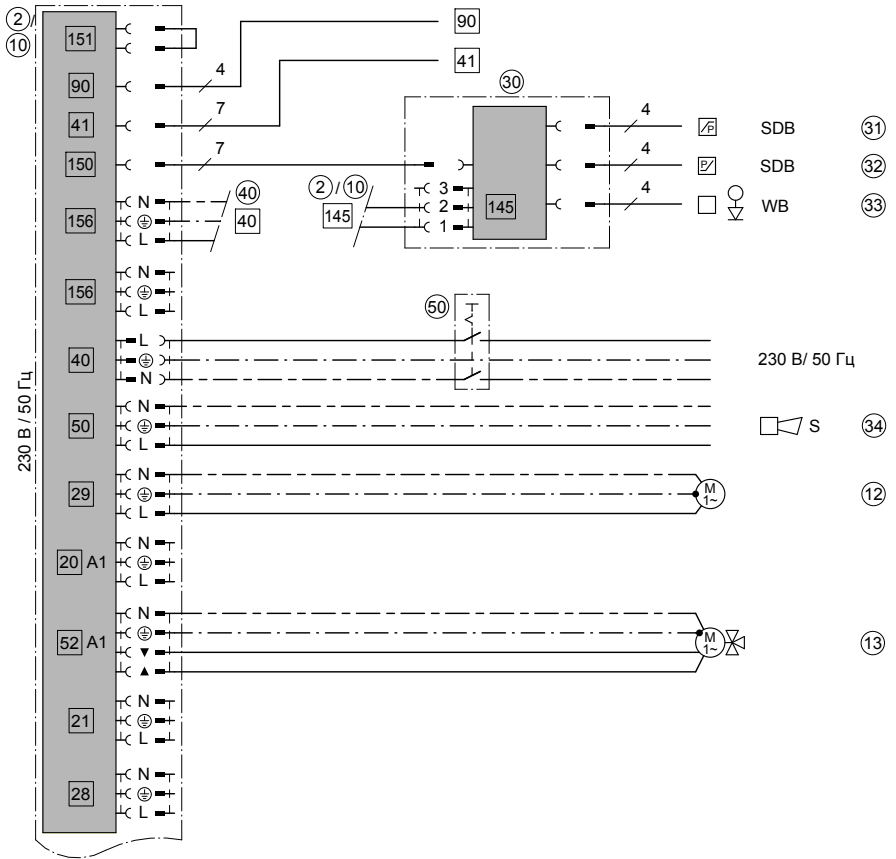 2/
10
151
90
4
90
41
7
41
30
150
7
4
P SDB 31
4
P SDB 32
4
WB 33
145
3
2
1
2/10
145
156
N
L
40
40
156
N
L
50
40
L
N
230 В/ 50 Гц
230 В / 50 Гц
50
N
L
S 34
29
N
L
M
1~
12
20 A1
N
L
52 A1
N
M
1~
13
21
N
L
28
N
L